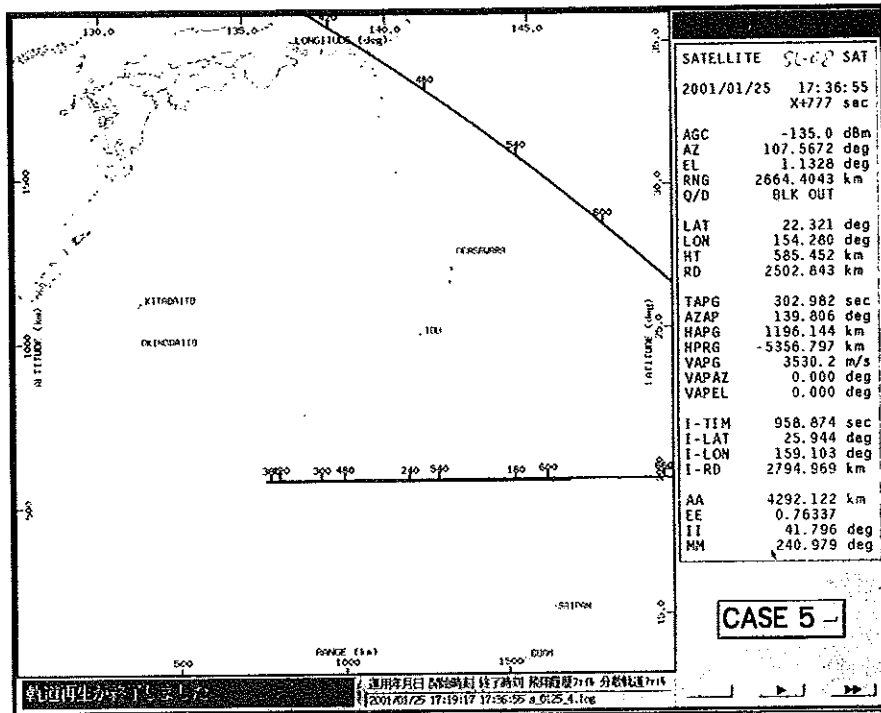 130.0 135.0 140.0 145.0
LONGITUDE (deg)
480
540
600
35.0
30.0
25.0
15.0
LATITUDE (deg)
1500
1000
500
ALTITUDE (km)
OGASAWARA
KITADAITO
OKINODAITO
IOU
300 480 240 540 180 600
SAIPAN
GUAM
RANGE (km)
500 1000 1500
SATELLITE SAT
2001/01/25 17:36:55
X+777 sec
AGC -135.0 dBm
AZ 107.5672 deg
EL 1.1328 deg
RNG 2664.4043 km
Q/D BLK OUT
LAT 22.321 deg
LON 154.280 deg
HT 585.452 km
RD 2502.843 km
TAPG 302.982 sec
AZAP 139.806 deg
HAPG 1196.144 km
HPRG -5356.797 km
VAPG 3530.2 m/s
VAPAZ 0.000 deg
VAPEL 0.000 deg
I-TIM 958.874 sec
I-LAT 25.944 deg
I-LON 159.103 deg
I-RD 2794.969 km
AA 4292.122 km
EE 0.76337
II 41.796 deg
MM 240.979 deg
CASE 5
軌道再生が完了しました
運用年月日 開始時刻 終了時刻
2001/01/25 17:19:17 17:36:55 a_0125_4.log